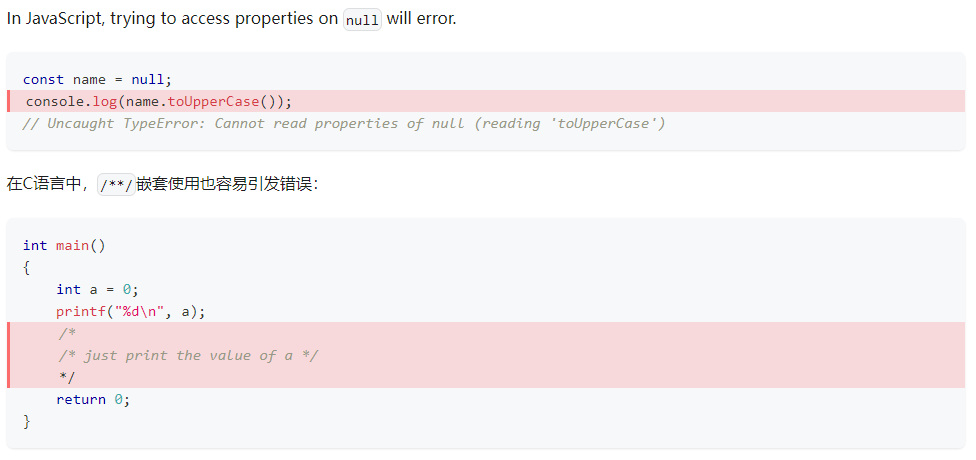 In JavaScript, trying to access properties on null will error.
const name = null;
console.log(name.toUpperCase());
// Uncaught TypeError: Cannot read properties of null (reading 'toUpperCase')
在C语言中，/**/嵌套使用也容易引发错误：
int main()
{
    int a = 0;
    printf("%d\n", a);
    /*
    /* just print the value of a */
    */
    return 0;
}